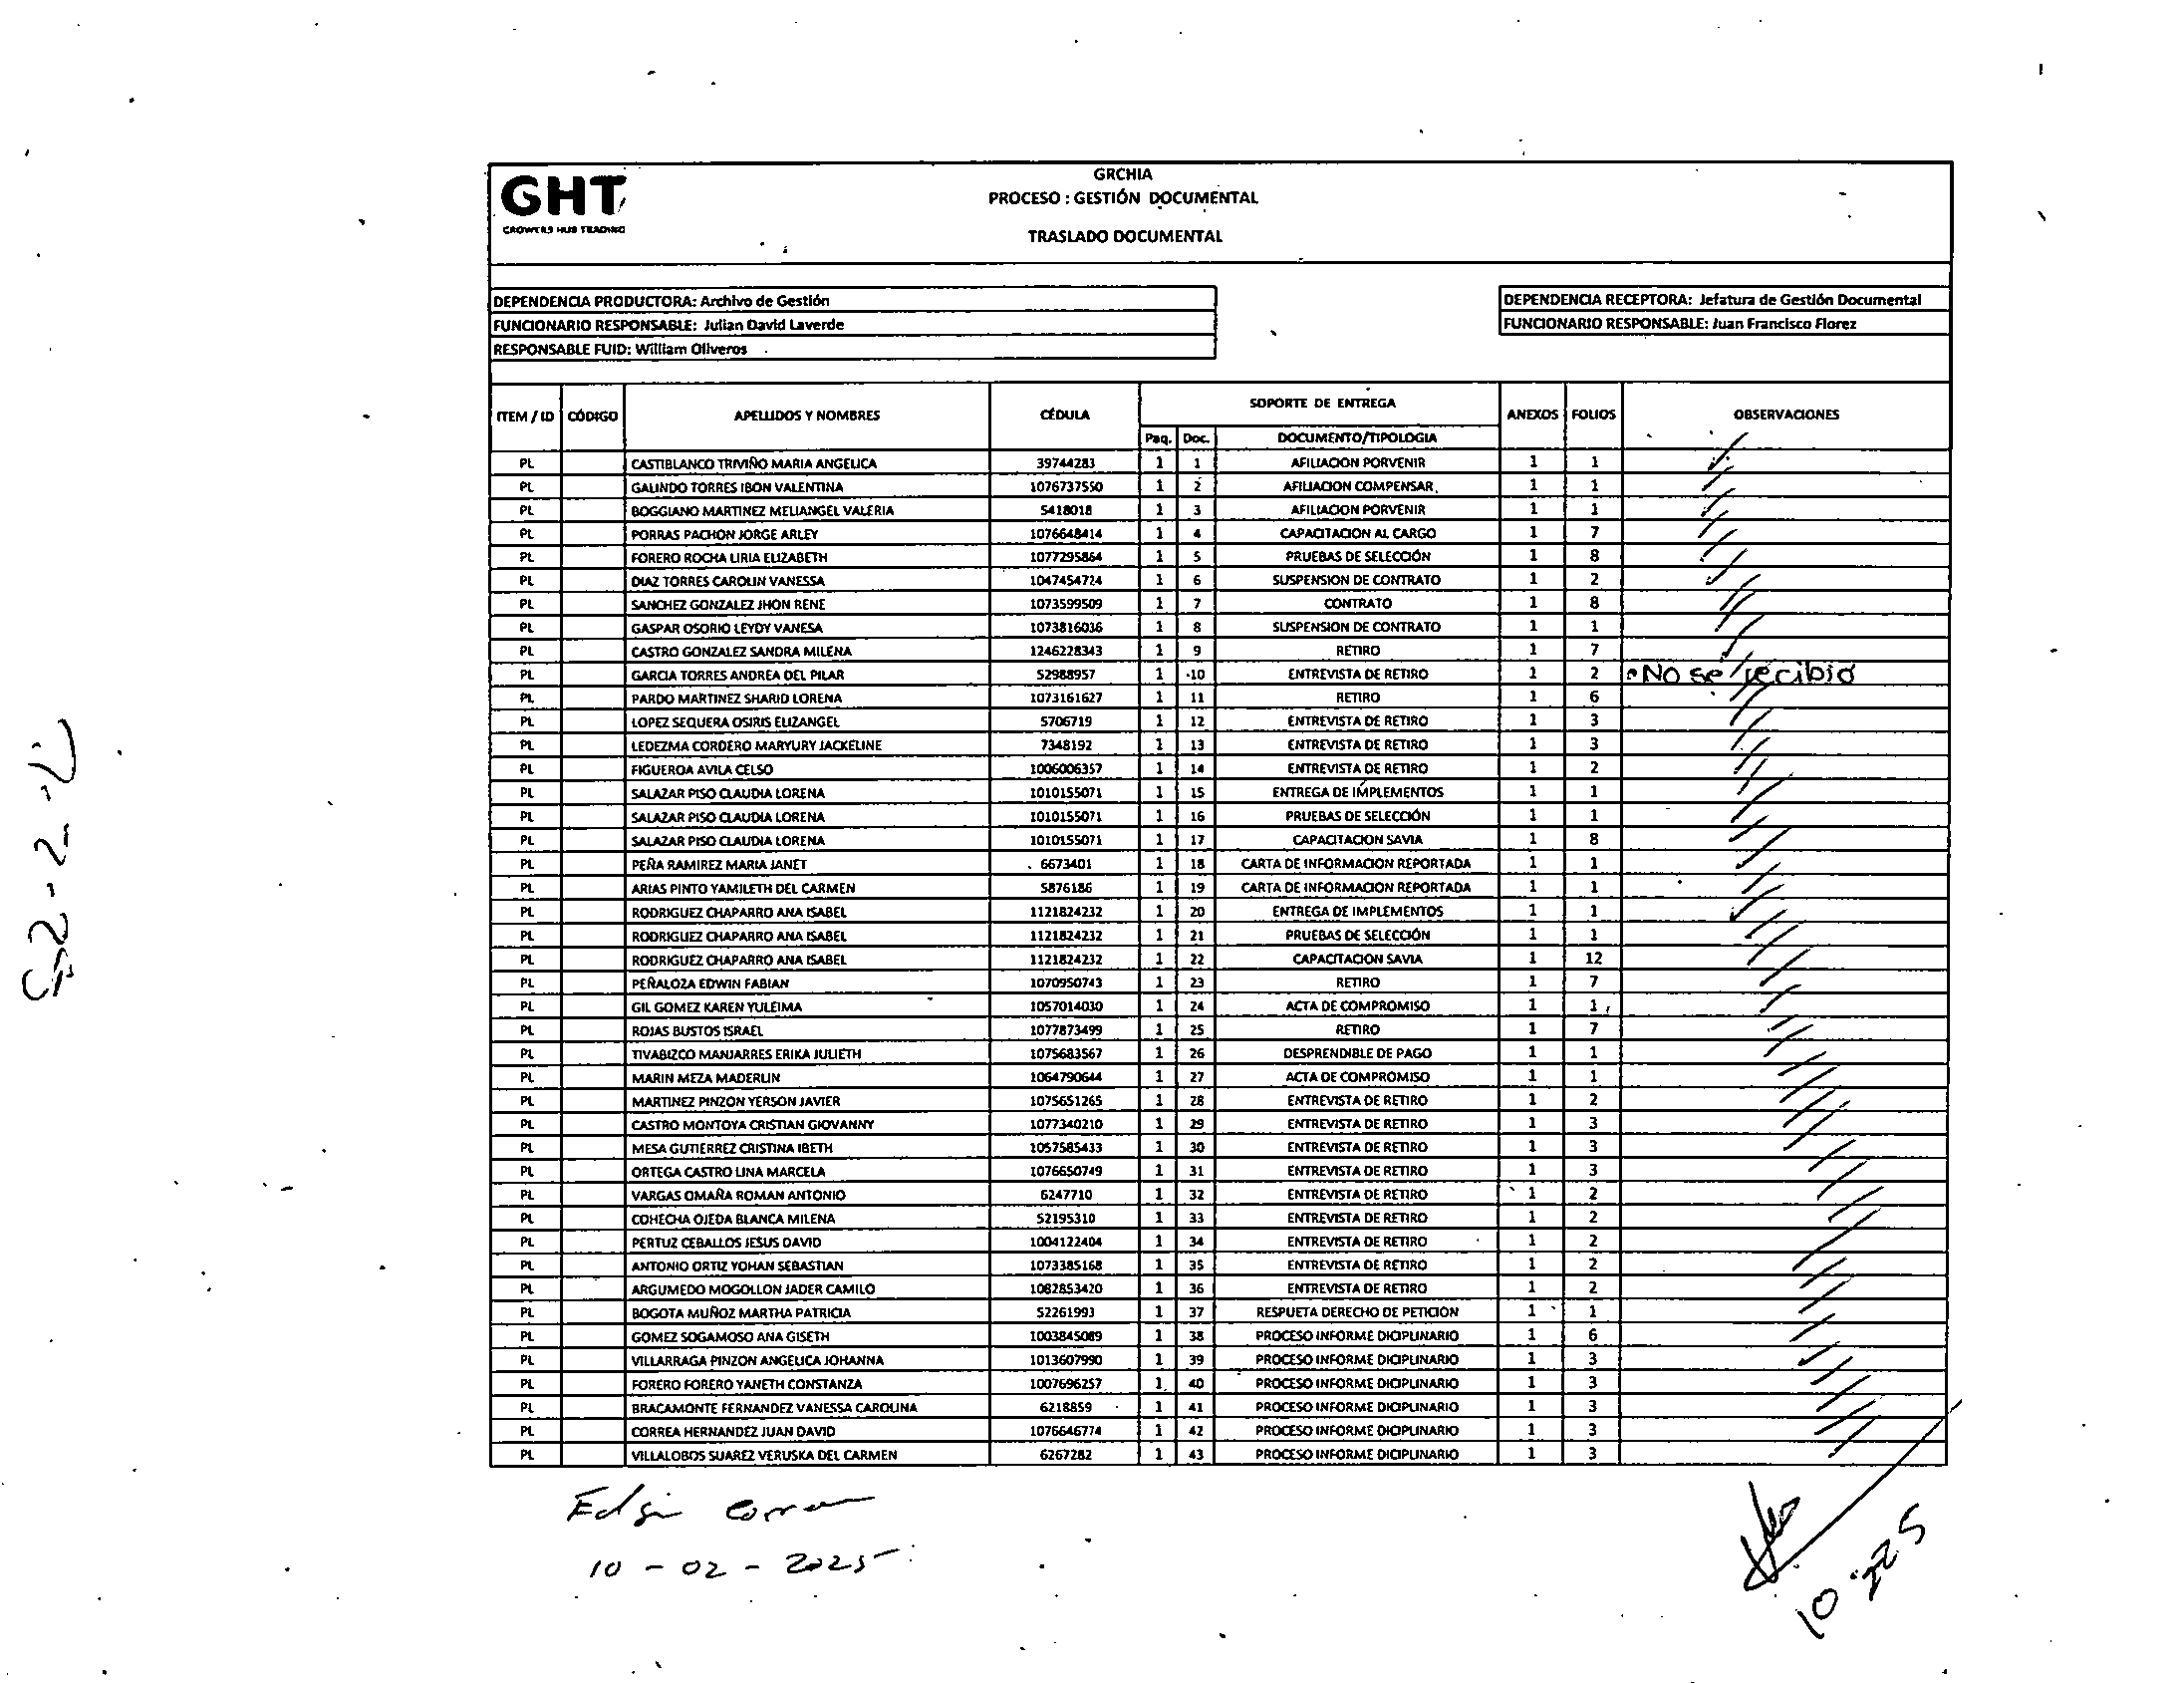 GHT
GROWERS HUB TRADING
GRCHIA
PROCESO : GESTIÓN DOCUMENTAL
TRASLADO DOCUMENTAL
DEPENDENCIA PRODUCTORA: Archivo de Gestión
DEPENDENCIA RECEPTORA: Jefatura de Gestión Documental
FUNCIONARIO RESPONSABLE: Julian David Laverde
FUNCIONARIO RESPONSABLE: Juan Francisco Florez
RESPONSABLE FUID: William Oliveros
ITEM / ID CÓDIGO APELLIDOS Y NOMBRES CÉDULA SOPORTE DE ENTREGA ANEXOS FOLIOS OBSERVACIONES
Paq. Doc. DOCUMENTO/TIPOLOGIA
PL CASTIBLANCO TRIVIÑO MARIA ANGELICA 39744283 1 1 AFILIACION PORVENIR 1 1
PL GALINDO TORRES IBON VALENTINA 1076737550 1 2 AFILIACION COMPENSAR 1 1
PL BOGGIANO MARTINEZ MELIANGEL VALERIA 5418018 1 3 AFILIACION PORVENIR 1 1
PL PORRAS PACHON JORGE ARLEY 1076648414 1 4 CAPACITACION AL CARGO 1 7
PL FORERO ROCHA LIRIA ELIZABETH 1077295864 1 5 PRUEBAS DE SELECCIÓN 1 8
PL DIAZ TORRES CAROLIN VANESSA 1047454724 1 6 SUSPENSION DE CONTRATO 1 2
PL SANCHEZ GONZALEZ JHON RENE 1073599509 1 7 CONTRATO 1 8
PL GASPAR OSORIO LEYDY VANESA 1073816036 1 8 SUSPENSION DE CONTRATO 1 1
PL CASTRO GONZALEZ SANDRA MILENA 1246228343 1 9 RETIRO 1 7
PL GARCIA TORRES ANDREA DEL PILAR 52988957 1 10 ENTREVISTA DE RETIRO 1 2 No se recibió
PL PARDO MARTINEZ SHARID LORENA 1073161627 1 11 RETIRO 1 6
PL LOPEZ SEQUERA OSIRIS ELIZANGEL 5706719 1 12 ENTREVISTA DE RETIRO 1 3
PL LEDEZMA CORDERO MARYURY JACKELINE 7348192 1 13 ENTREVISTA DE RETIRO 1 3
PL FIGUEROA AVILA CELSO 1006006357 1 14 ENTREVISTA DE RETIRO 1 2
PL SALAZAR PISO CLAUDIA LORENA 1010155071 1 15 ENTREGA DE IMPLEMENTOS 1 1
PL SALAZAR PISO CLAUDIA LORENA 1010155071 1 16 PRUEBAS DE SELECCIÓN 1 1
PL SALAZAR PISO CLAUDIA LORENA 1010155071 1 17 CAPACITACION SAVIA 1 8
PL PEÑA RAMIREZ MARIA JANET 6673401 1 18 CARTA DE INFORMACION REPORTADA 1 1
PL ARIAS PINTO YAMILETH DEL CARMEN 5876186 1 19 CARTA DE INFORMACION REPORTADA 1 1
PL RODRIGUEZ CHAPARRO ANA ISABEL 1121824232 1 20 ENTREGA DE IMPLEMENTOS 1 1
PL RODRIGUEZ CHAPARRO ANA ISABEL 1121824232 1 21 PRUEBAS DE SELECCIÓN 1 1
PL RODRIGUEZ CHAPARRO ANA ISABEL 1121824232 1 22 CAPACITACION SAVIA 1 12
PL PEÑALOZA EDWIN FABIAN 1070950743 1 23 RETIRO 1 7
PL GIL GOMEZ KAREN YULEIMA 1057014030 1 24 ACTA DE COMPROMISO 1 1
PL ROJAS BUSTOS ISRAEL 1077873499 1 25 RETIRO 1 7
PL TIVABIZCO MANJARRES ERIKA JULIETH 1075683567 1 26 DESPRENDIBLE DE PAGO 1 1
PL MARIN MEZA MADERLIN 1064790644 1 27 ACTA DE COMPROMISO 1 1
PL MARTINEZ PINZON YERSON JAVIER 1075651265 1 28 ENTREVISTA DE RETIRO 1 2
PL CASTRO MONTOYA CRISTIAN GIOVANNY 1077340210 1 29 ENTREVISTA DE RETIRO 1 3
PL MESA GUTIERREZ CRISTINA IBETH 1057585433 1 30 ENTREVISTA DE RETIRO 1 3
PL ORTEGA CASTRO LINA MARCELA 1076650749 1 31 ENTREVISTA DE RETIRO 1 3
PL VARGAS OMAÑA ROMAN ANTONIO 6247710 1 32 ENTREVISTA DE RETIRO 1 2
PL COHECHA OJEDA BLANCA MILENA 52195310 1 33 ENTREVISTA DE RETIRO 1 2
PL PERTUZ CEBALLOS JESUS DAVID 1004122404 1 34 ENTREVISTA DE RETIRO 1 2
PL ANTONIO ORTIZ YOHAN SEBASTIAN 1073385168 1 35 ENTREVISTA DE RETIRO 1 2
PL ARGUMEDO MOGOLLON JADER CAMILO 1082853420 1 36 ENTREVISTA DE RETIRO 1 2
PL BOGOTA MUÑOZ MARTHA PATRICIA 52261993 1 37 RESPUETA DERECHO DE PETICION 1 1
PL GOMEZ SOGAMOSO ANA GISETH 1003845089 1 38 PROCESO INFORME DICIPLINARIO 1 6
PL VILLARRAGA PINZON ANGELICA JOHANNA 1013607990 1 39 PROCESO INFORME DICIPLINARIO 1 3
PL FORERO FORERO YANETH CONSTANZA 1007696257 1 40 PROCESO INFORME DICIPLINARIO 1 3
PL BRACAMONTE FERNANDEZ VANESSA CAROLINA 6218859 1 41 PROCESO INFORME DICIPLINARIO 1 3
PL CORREA HERNANDEZ JUAN DAVID 1076646774 1 42 PROCESO INFORME DICIPLINARIO 1 3
PL VILLALOBOS SUAREZ VERUSKA DEL CARMEN 6267282 1 43 PROCESO INFORME DICIPLINARIO 1 3
10 - 02 - 2025